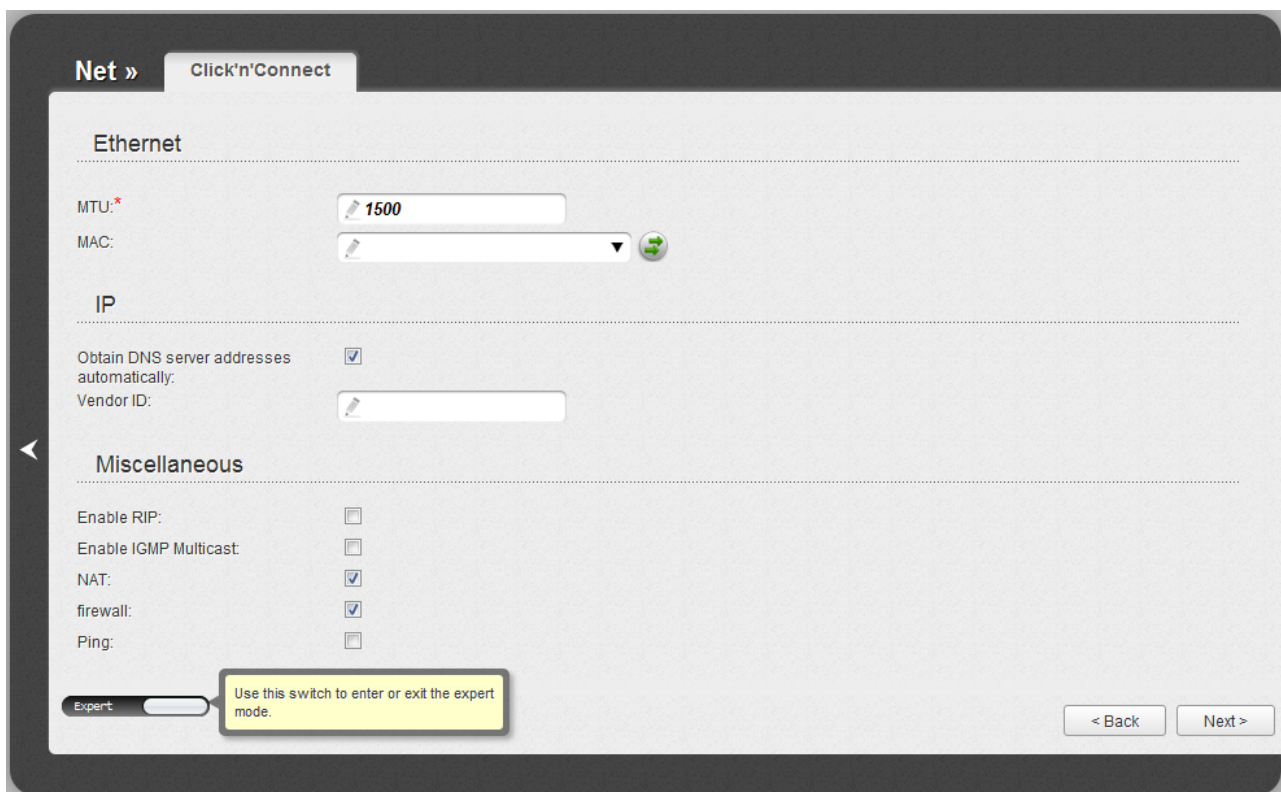 Net »
Click'n'Connect
Ethernet
MTU:*
1500
MAC:
IP
Obtain DNS server addresses
automatically:
Vendor ID:
Miscellaneous
Enable RIP:
Enable IGMP Multicast:
NAT:
firewall:
Ping:
Expert
Use this switch to enter or exit the expert
mode.
< Back
Next >